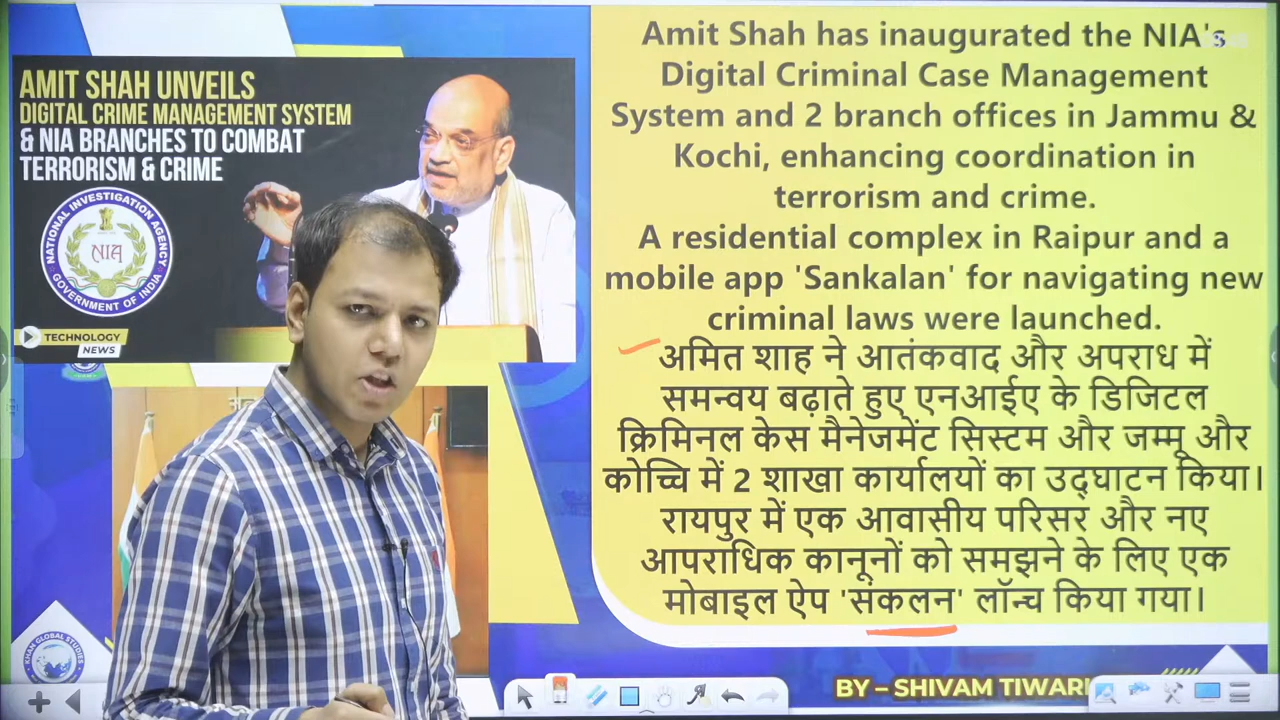 AMIT SHAH UNVEILS
DIGITAL CRIME MANAGEMENT SYSTEM
& NIA BRANCHES TO COMBAT
TERRORISM & CRIME
NATIONAL INVESTIGATION AGENCY
NIA
GOVERNMENT OF INDIA
TECHNOLOGY
NEWS
Amit Shah has inaugurated the NIA's
Digital Criminal Case Management
System and 2 branch offices in Jammu &
Kochi, enhancing coordination in
terrorism and crime.
A residential complex in Raipur and a
mobile app 'Sankalan' for navigating new
criminal laws were launched.
अमित शाह ने आतंकवाद और अपराध में
समन्वय बढ़ाते हुए एनआईए के डिजिटल
क्रिमिनल केस मैनेजमेंट सिस्टम और जम्मू और
कोच्चि में 2 शाखा कार्यालयों का उद्घाटन किया।
रायपुर में एक आवासीय परिसर और नए
आपराधिक कानूनों को समझने के लिए एक
मोबाइल ऐप 'संकलन' लॉन्च किया गया।
KHAN GLOBAL STUDIES
BY – SHIVAM TIWARI